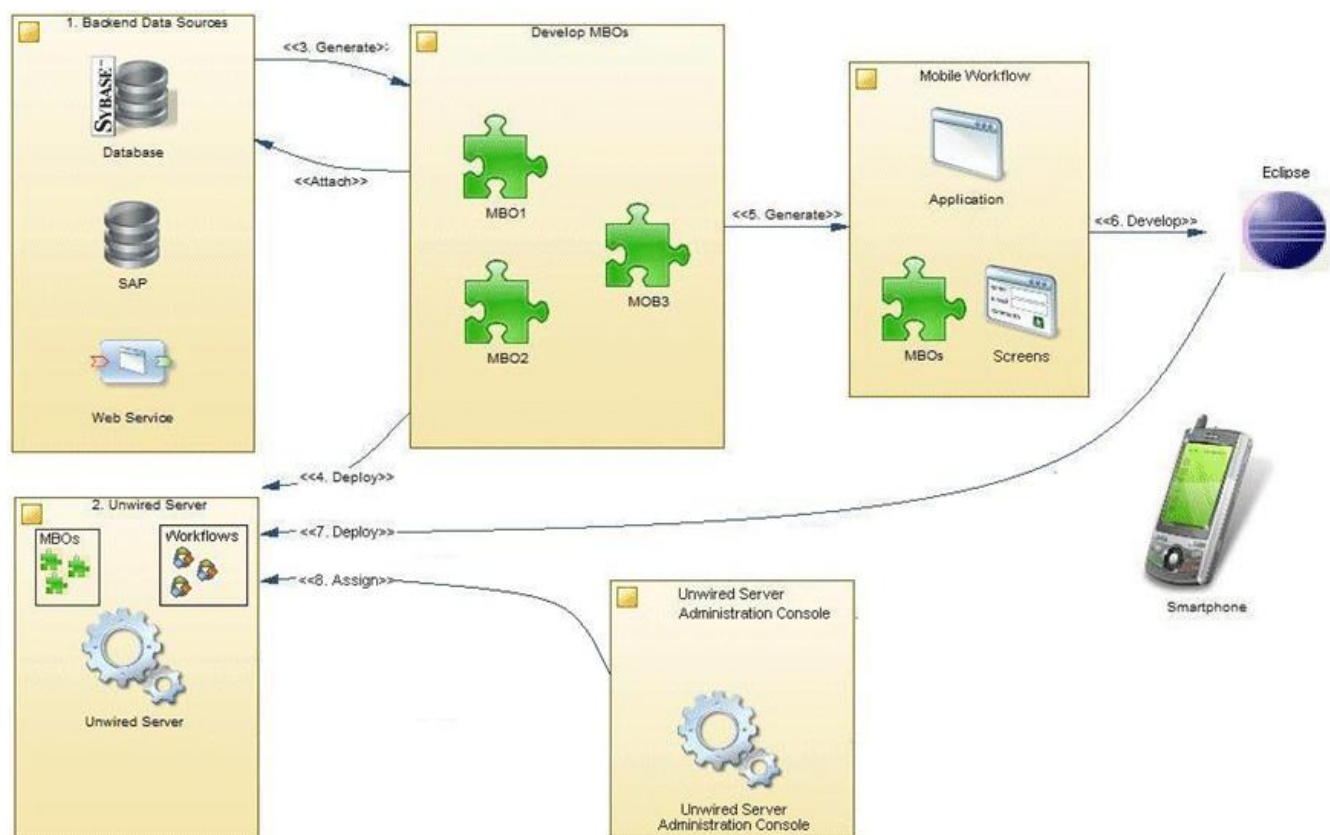 1. Backend Data Sources
SYBASE™
Database
SAP
Web Service
<<3. Generate>>
<<Attach>>
Develop MBOs
MBO1
MBO2
MOB3
<<5. Generate>>
Mobile Workflow
Application
MBOs
Screens
<<6. Develop>>
Eclipse
<<4. Deploy>>
<<7. Deploy>>
<<8. Assign>>
2. Unwired Server
MBOs
Workflows
Unwired Server
Unwired Server
Administration Console
Unwired Server
Administration Console
Smartphone